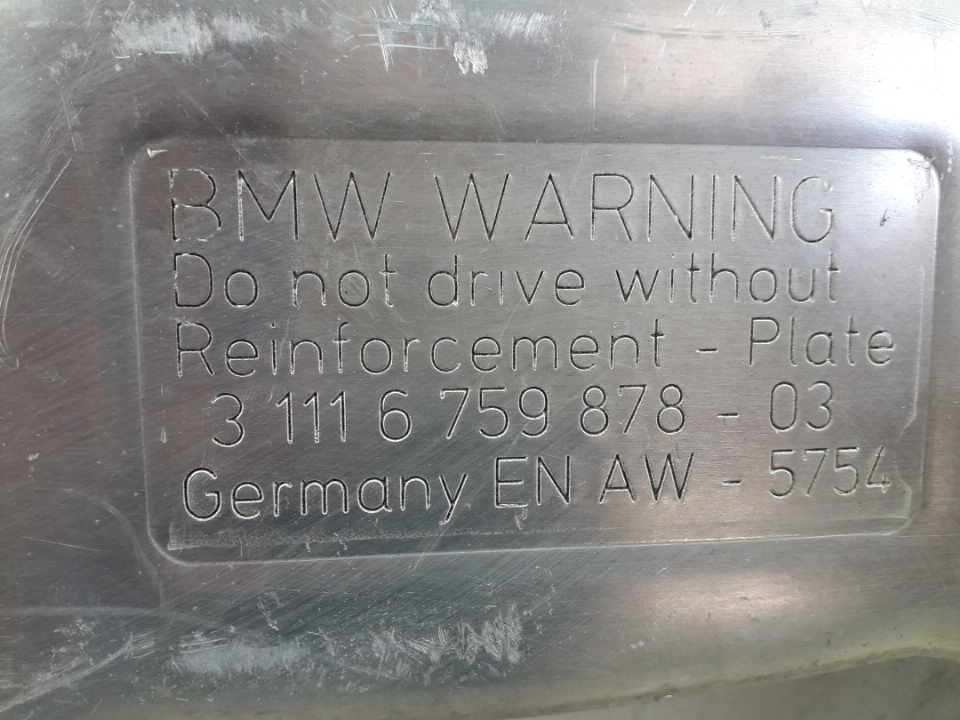 BMW WARNING
Do not drive without
Reinforcement - Plate
3 111 6 759 878 - 03
Germany EN AW - 5754